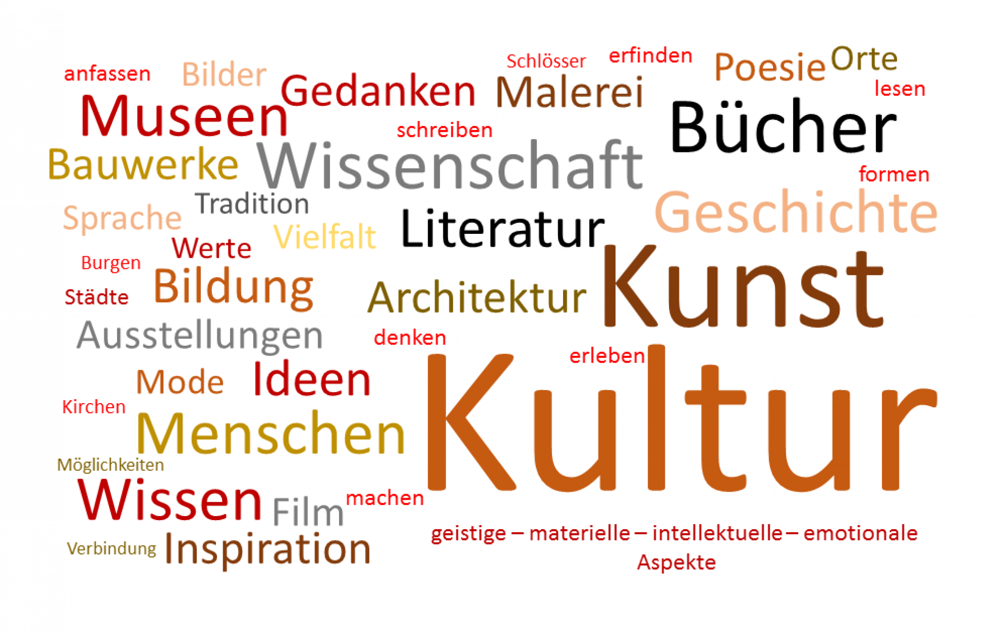 anfassen
Bilder
Gedanken
Schlösser
erfinden
Poesie
Orte
lesen
Museen
Malerei
Bücher
schreiben
Bauwerke
Wissenschaft
formen
Tradition
Geschichte
Sprache
Vielfalt
Literatur
Werte
Burgen
Kunst
Bildung
Städte
Architektur
Ausstellungen
denken
erleben
Mode
Ideen
Kultur
Kirchen
Menschen
Möglichkeiten
Wissen
Film
machen
Verbindung
Inspiration
geistige – materielle – intellektuelle – emotionale
Aspekte